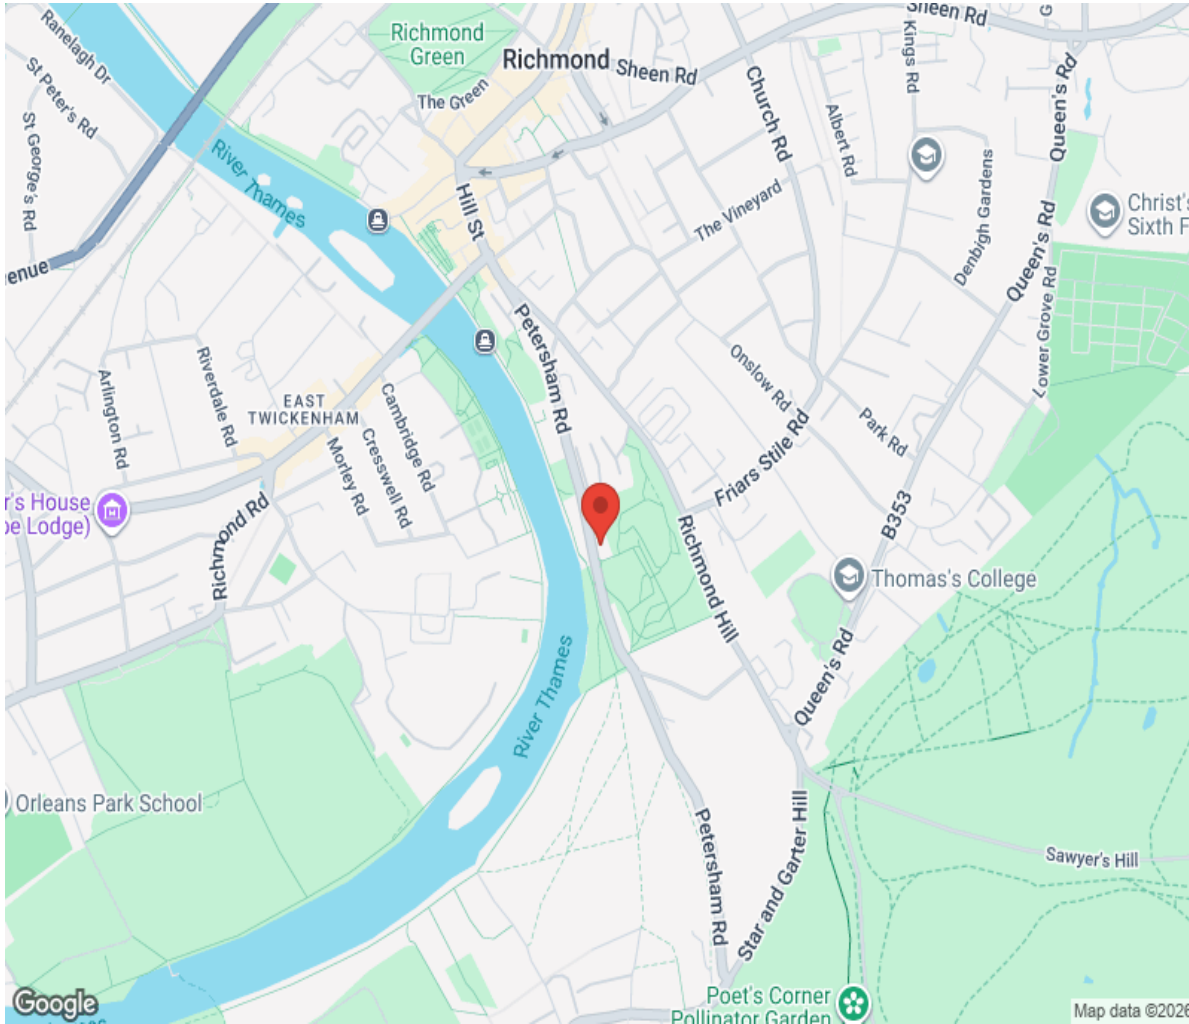 Ranelagh Dr
St Peter's Rd
St George's Rd
Richmond
Green
The Green
Richmond
Sheen Rd
Sheen Rd
Church Rd
Kings Rd
Albert Rd
Queen's Rd
Denbigh Gardens
Christ's
Sixth F
River Thames
Hill St
The Vineyard
enue
Queen's Rd
Lower Grove Rd
Petersham Rd
Onslow Rd
Park Rd
Riverdale Rd
Arlington Rd
EAST
TWICKENHAM
Cambridge Rd
Cresswell Rd
Morley Rd
Friars Stile Rd
r's House
be Lodge)
Richmond Rd
B353
Richmond Hill
Thomas's College
Queen's Rd
River Thames
Orleans Park School
Petersham Rd
Star and Garter Hill
Sawyer's Hill
Poet's Corner
Pollinator Garden
Google
Map data ©2026